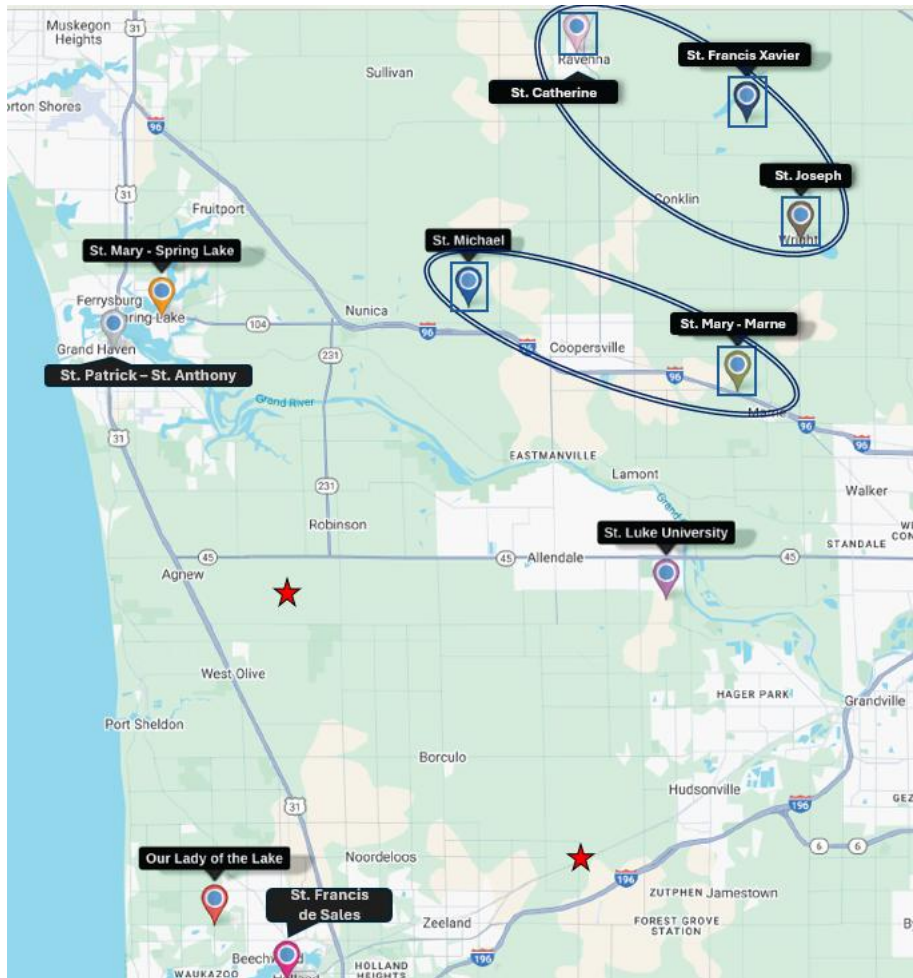 31
Muskegon
Heights
Ravenna
St. Francis Xavier
Sullivan
St. Catherine
96
St. Joseph
31
Conklin
Fruitport
Wright
St. Mary - Spring Lake
St. Michael
Ferrysburg
Nunica
104
St. Mary - Marne
96
Grand Haven
231
Coopersville
St. Patrick – St. Anthony
96
Grand River
31
96
96
EASTMANVILLE
Lamont
231
Walker
Robinson
St. Luke University
STANDALE
45
45
Allendale
45
Agnew
West Olive
HAGER PARK
Grandville
Port Sheldon
Borculo
Hudsonville
31
196
6
6
Our Lady of the Lake
Noordeloos
196
St. Francis
de Sales
ZUTPHEN
Jamestown
Zeeland
FOREST GROVE
STATION
WAUKAZOO
HOLLAND
HEIGHTS